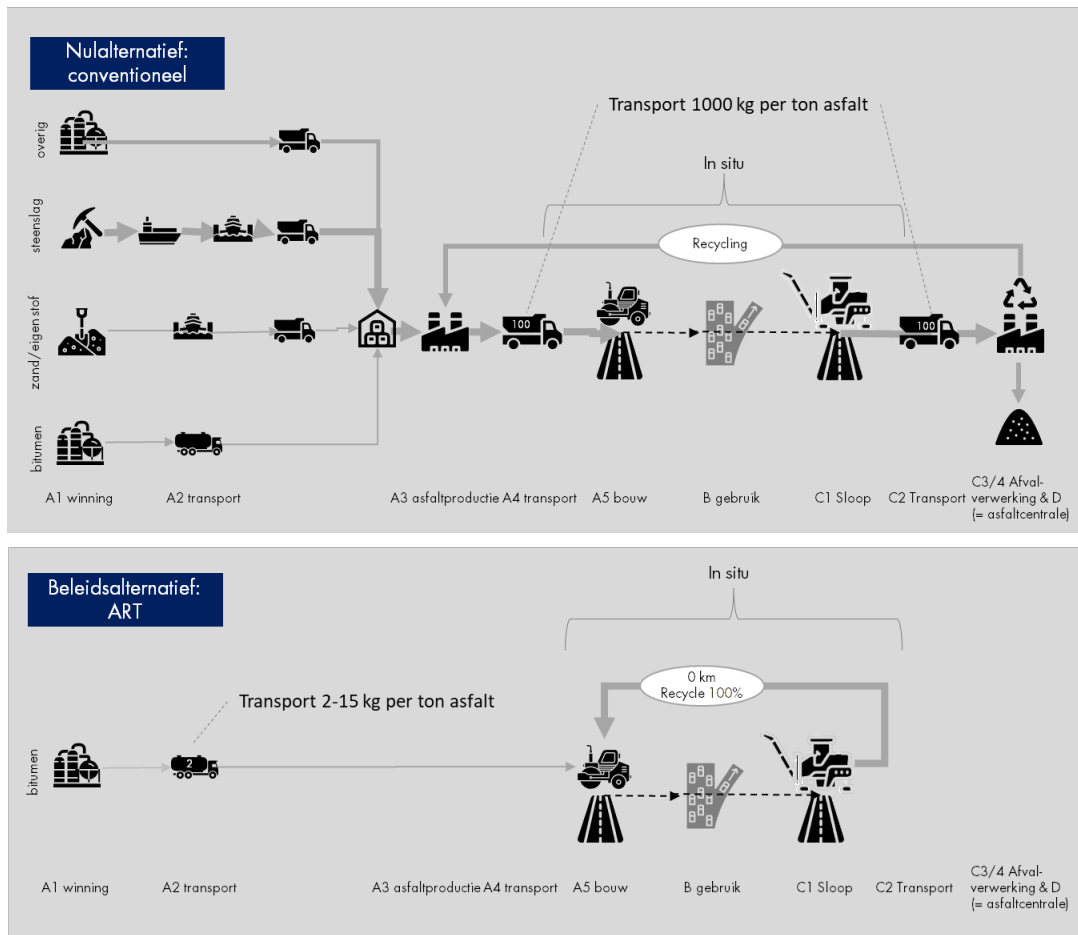 Nulalternatief:
conventioneel
Transport 1000 kg per ton asfalt
overig
In situ
steenslag
Recycling
zand/eigen stof
100
100
bitumen
A1 winning
A2 transport
A3 asfaltproductie
A4 transport
A5 bouw
B gebruik
C1 Sloop
C2 Transport
C3/4 Afval-
verwerking & D
(= asfaltcentrale)
Beleidsalternatief:
ART
In situ
0 km
Recycle 100%
Transport 2-15 kg per ton asfalt
bitumen
2
A1 winning
A2 transport
A3 asfaltproductie
A4 transport
A5 bouw
B gebruik
C1 Sloop
C2 Transport
C3/4 Afval-
verwerking & D
(= asfaltcentrale)